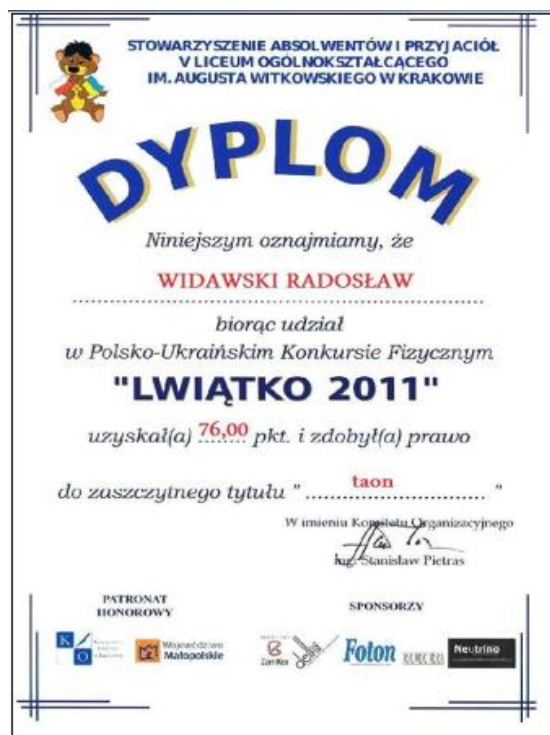 STOWARZYSZENIE ABSOLWENTÓW I PRZYJACIÓŁ
V LICEUM OGÓLNOKSZTAŁCĄCEGO
IM. AUGUSTA WITKOWSKIEGO W KRAKOWIE
DYPLOM
Niniejszym oznajmiamy, że
WIDAWSKI RADOSŁAW
biorąc udział
w Polsko-Ukraińskim Konkursie Fizycznym
"LWIĄTKO 2011"
uzyskał(a) 76,00 pkt. i zdobył(a) prawo
do zaszczytnego tytułu " taon "
W imieniu Komitetu Organizacyjnego
Stanisław Pietras
PATRONAT
HONOROWY
SPONSORZY
K
O
Województwo
Małopolskie
ZamKor
Foton
Neutrino